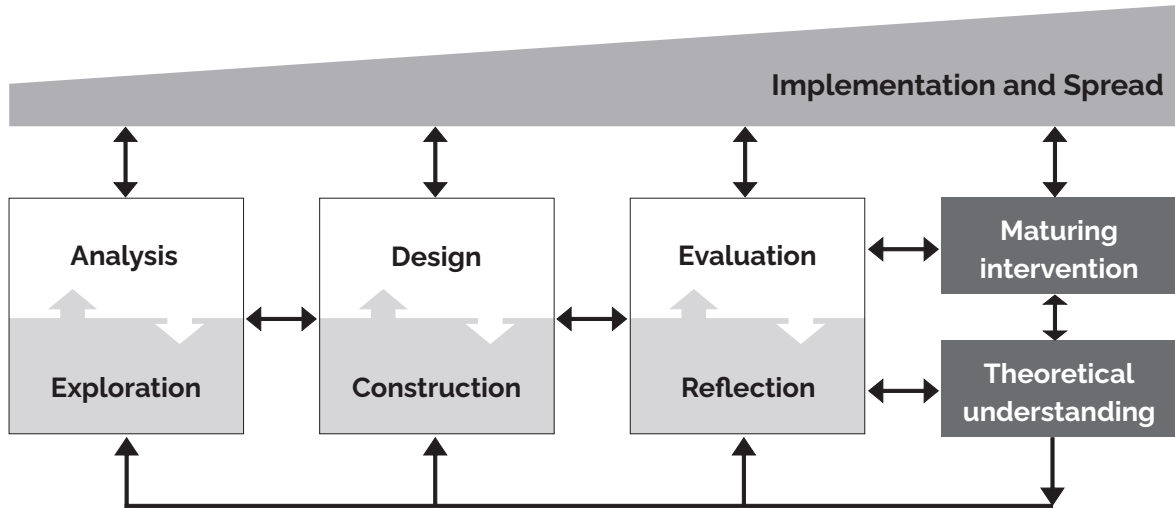 Implementation and Spread
Analysis
Exploration
Design
Construction
Evaluation
Reflection
Maturing
intervention
Theoretical
understanding